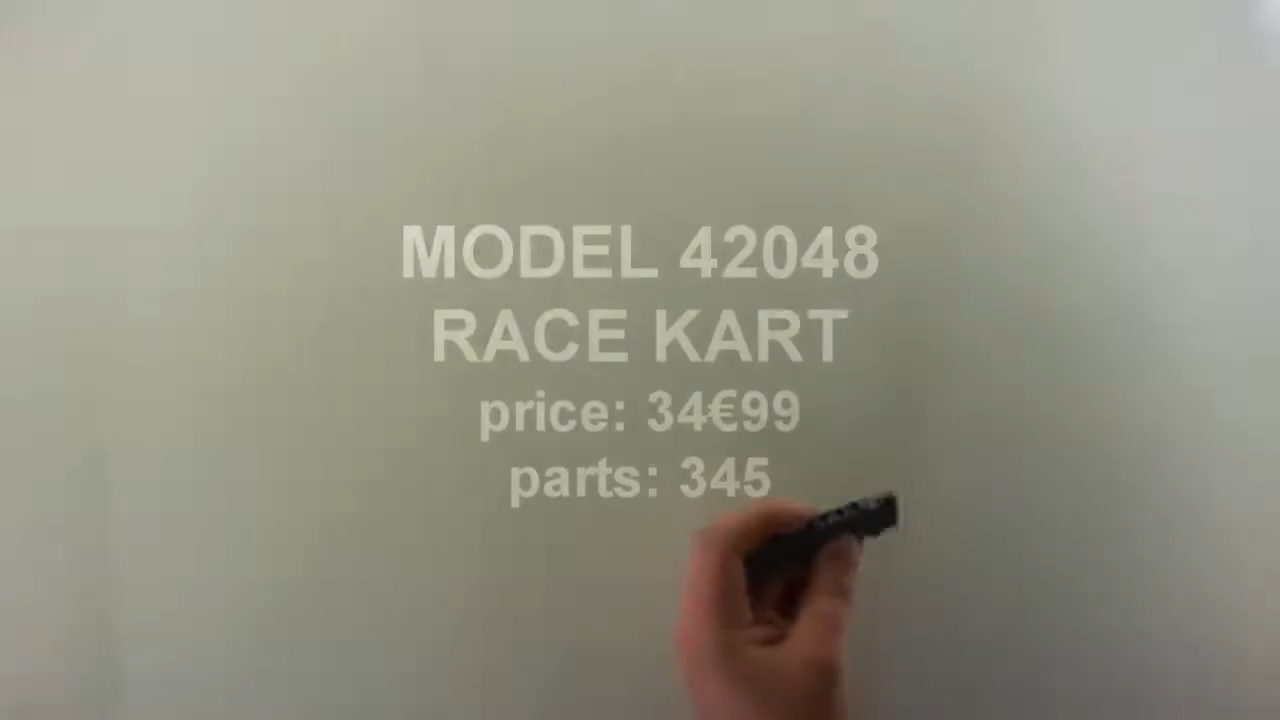 MODEL 42048
RACE KART
price: 34€99
parts: 345